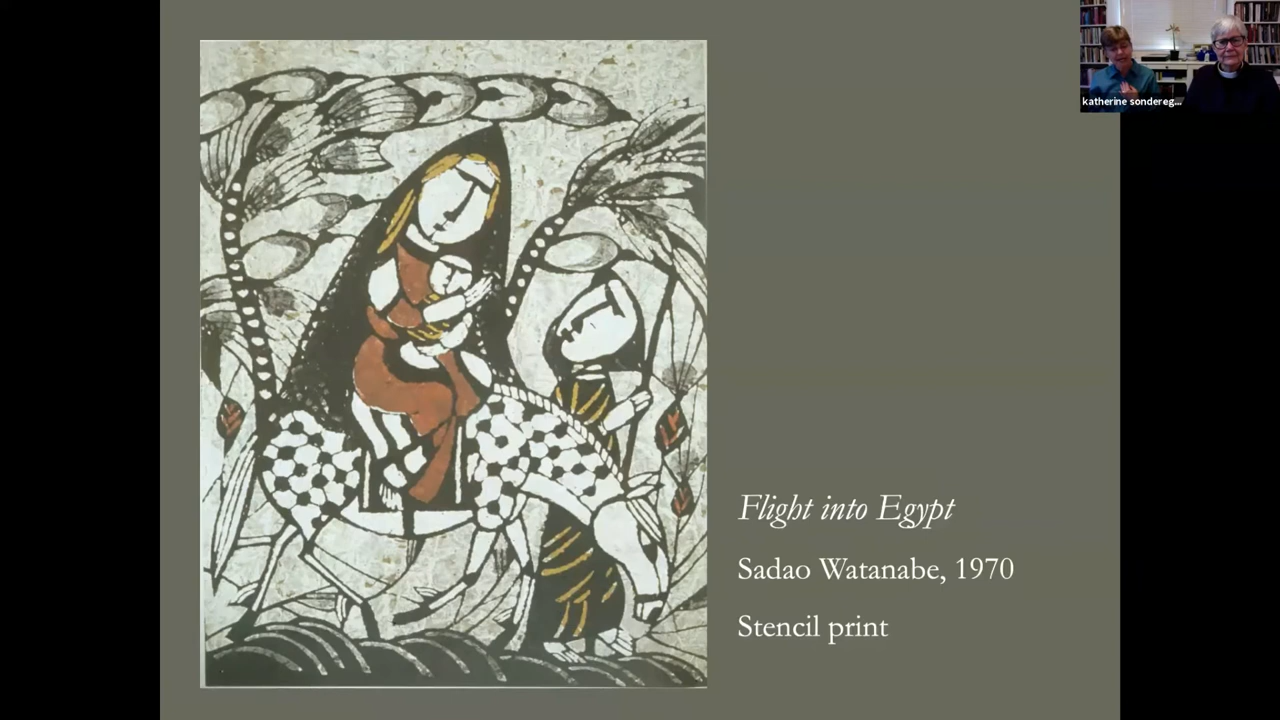 katherine sondereg...
Flight into Egypt
Sadao Watanabe, 1970
Stencil print